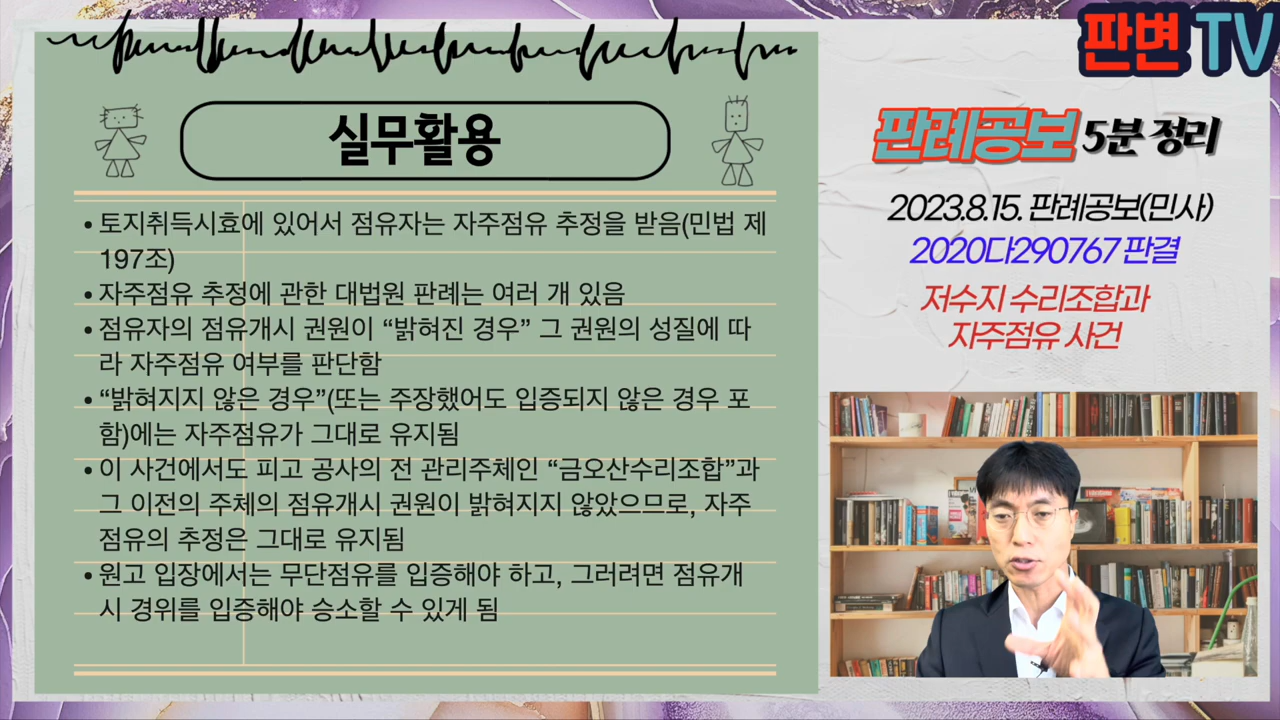 판변 TV
실무활용
• 토지취득시효에 있어서 점유자는 자주점유 추정을 받음(민법 제
197조)
• 자주점유 추정에 관한 대법원 판례는 여러 개 있음
• 점유자의 점유개시 권원이 “밝혀진 경우” 그 권원의 성질에 따
라 자주점유 여부를 판단함
• “밝혀지지 않은 경우”(또는 주장했어도 입증되지 않은 경우 포
함)에는 자주점유가 그대로 유지됨
• 이 사건에서도 피고 공사의 전 관리주체인 “금오산수리조합”과
그 이전의 주체의 점유개시 권원이 밝혀지지 않았으므로, 자주
점유의 추정은 그대로 유지됨
• 원고 입장에서는 무단점유를 입증해야 하고, 그러려면 점유개
시 경위를 입증해야 승소할 수 있게 됨
판례공보 5분 정리
2023.8.15. 판례공보(민사)
2020다290767 판결
저수지 수리조합과
자주점유 사건